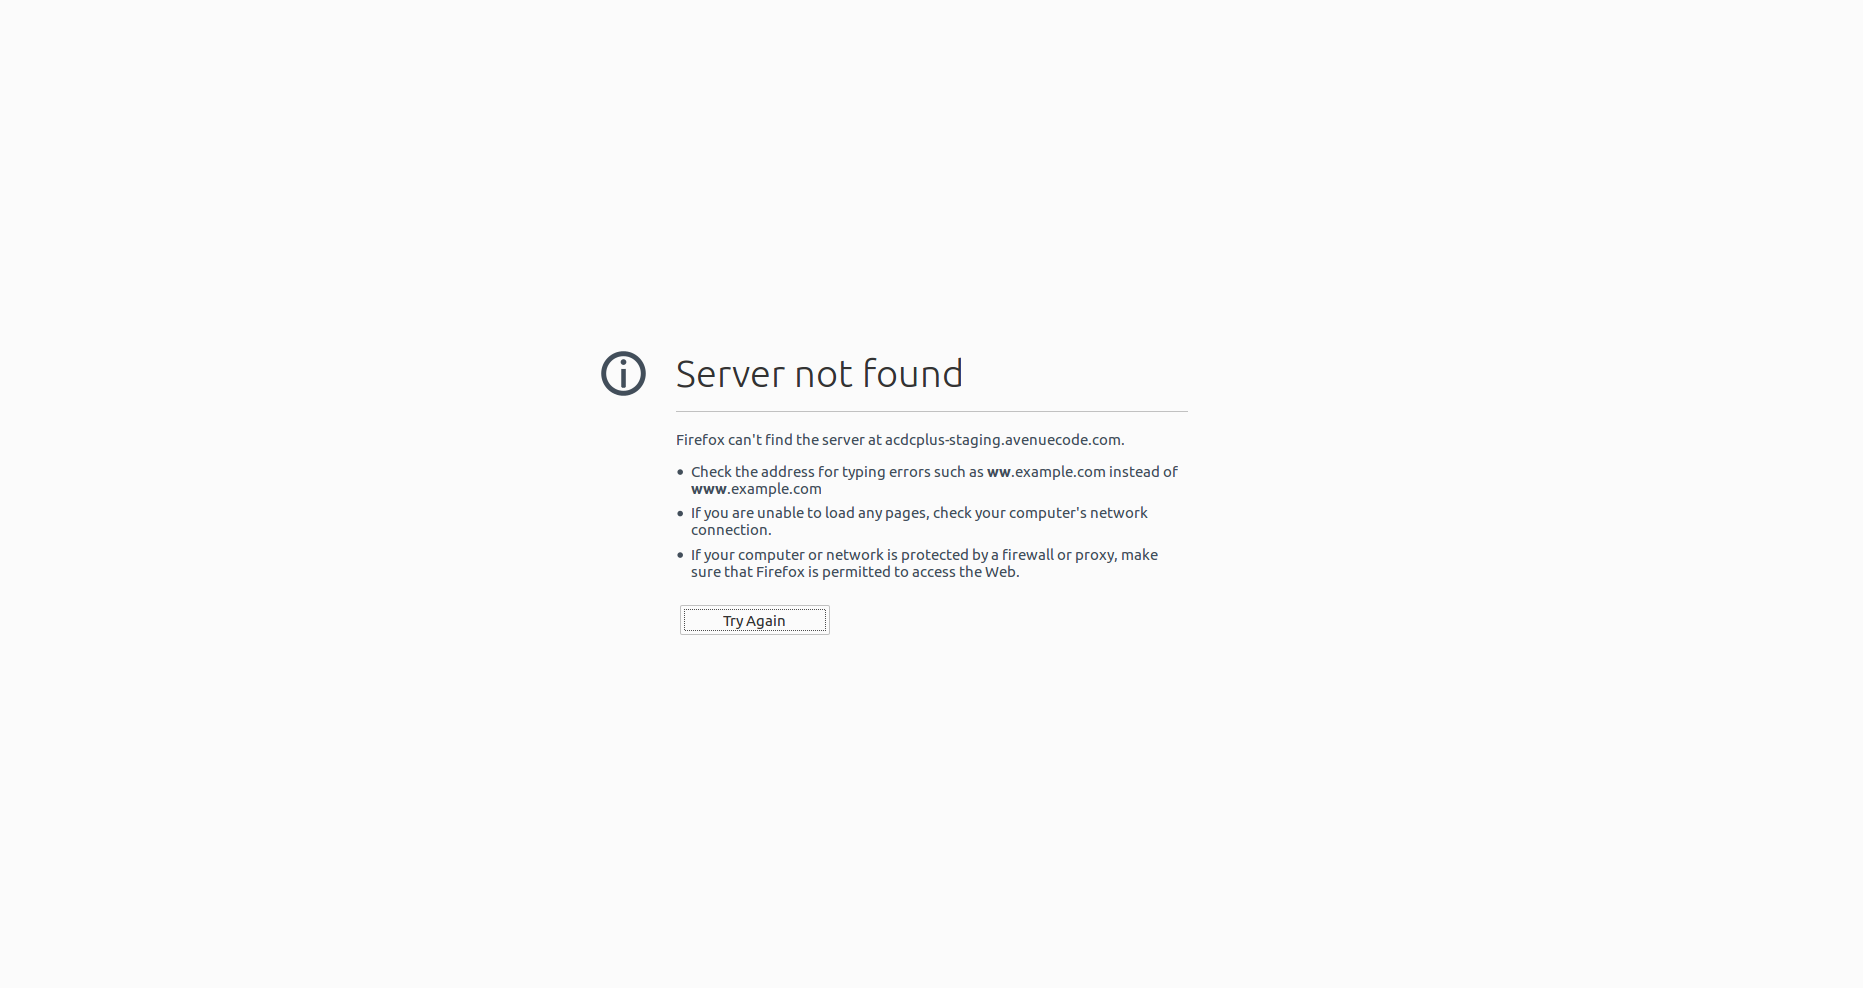 Server not found
Firefox can't find the server at acdcplus-staging.avenuecode.com.
• Check the address for typing errors such as ww.example.com instead of
www.example.com
• If you are unable to load any pages, check your computer's network
connection.
• If your computer or network is protected by a firewall or proxy, make
sure that Firefox is permitted to access the Web.
Try Again